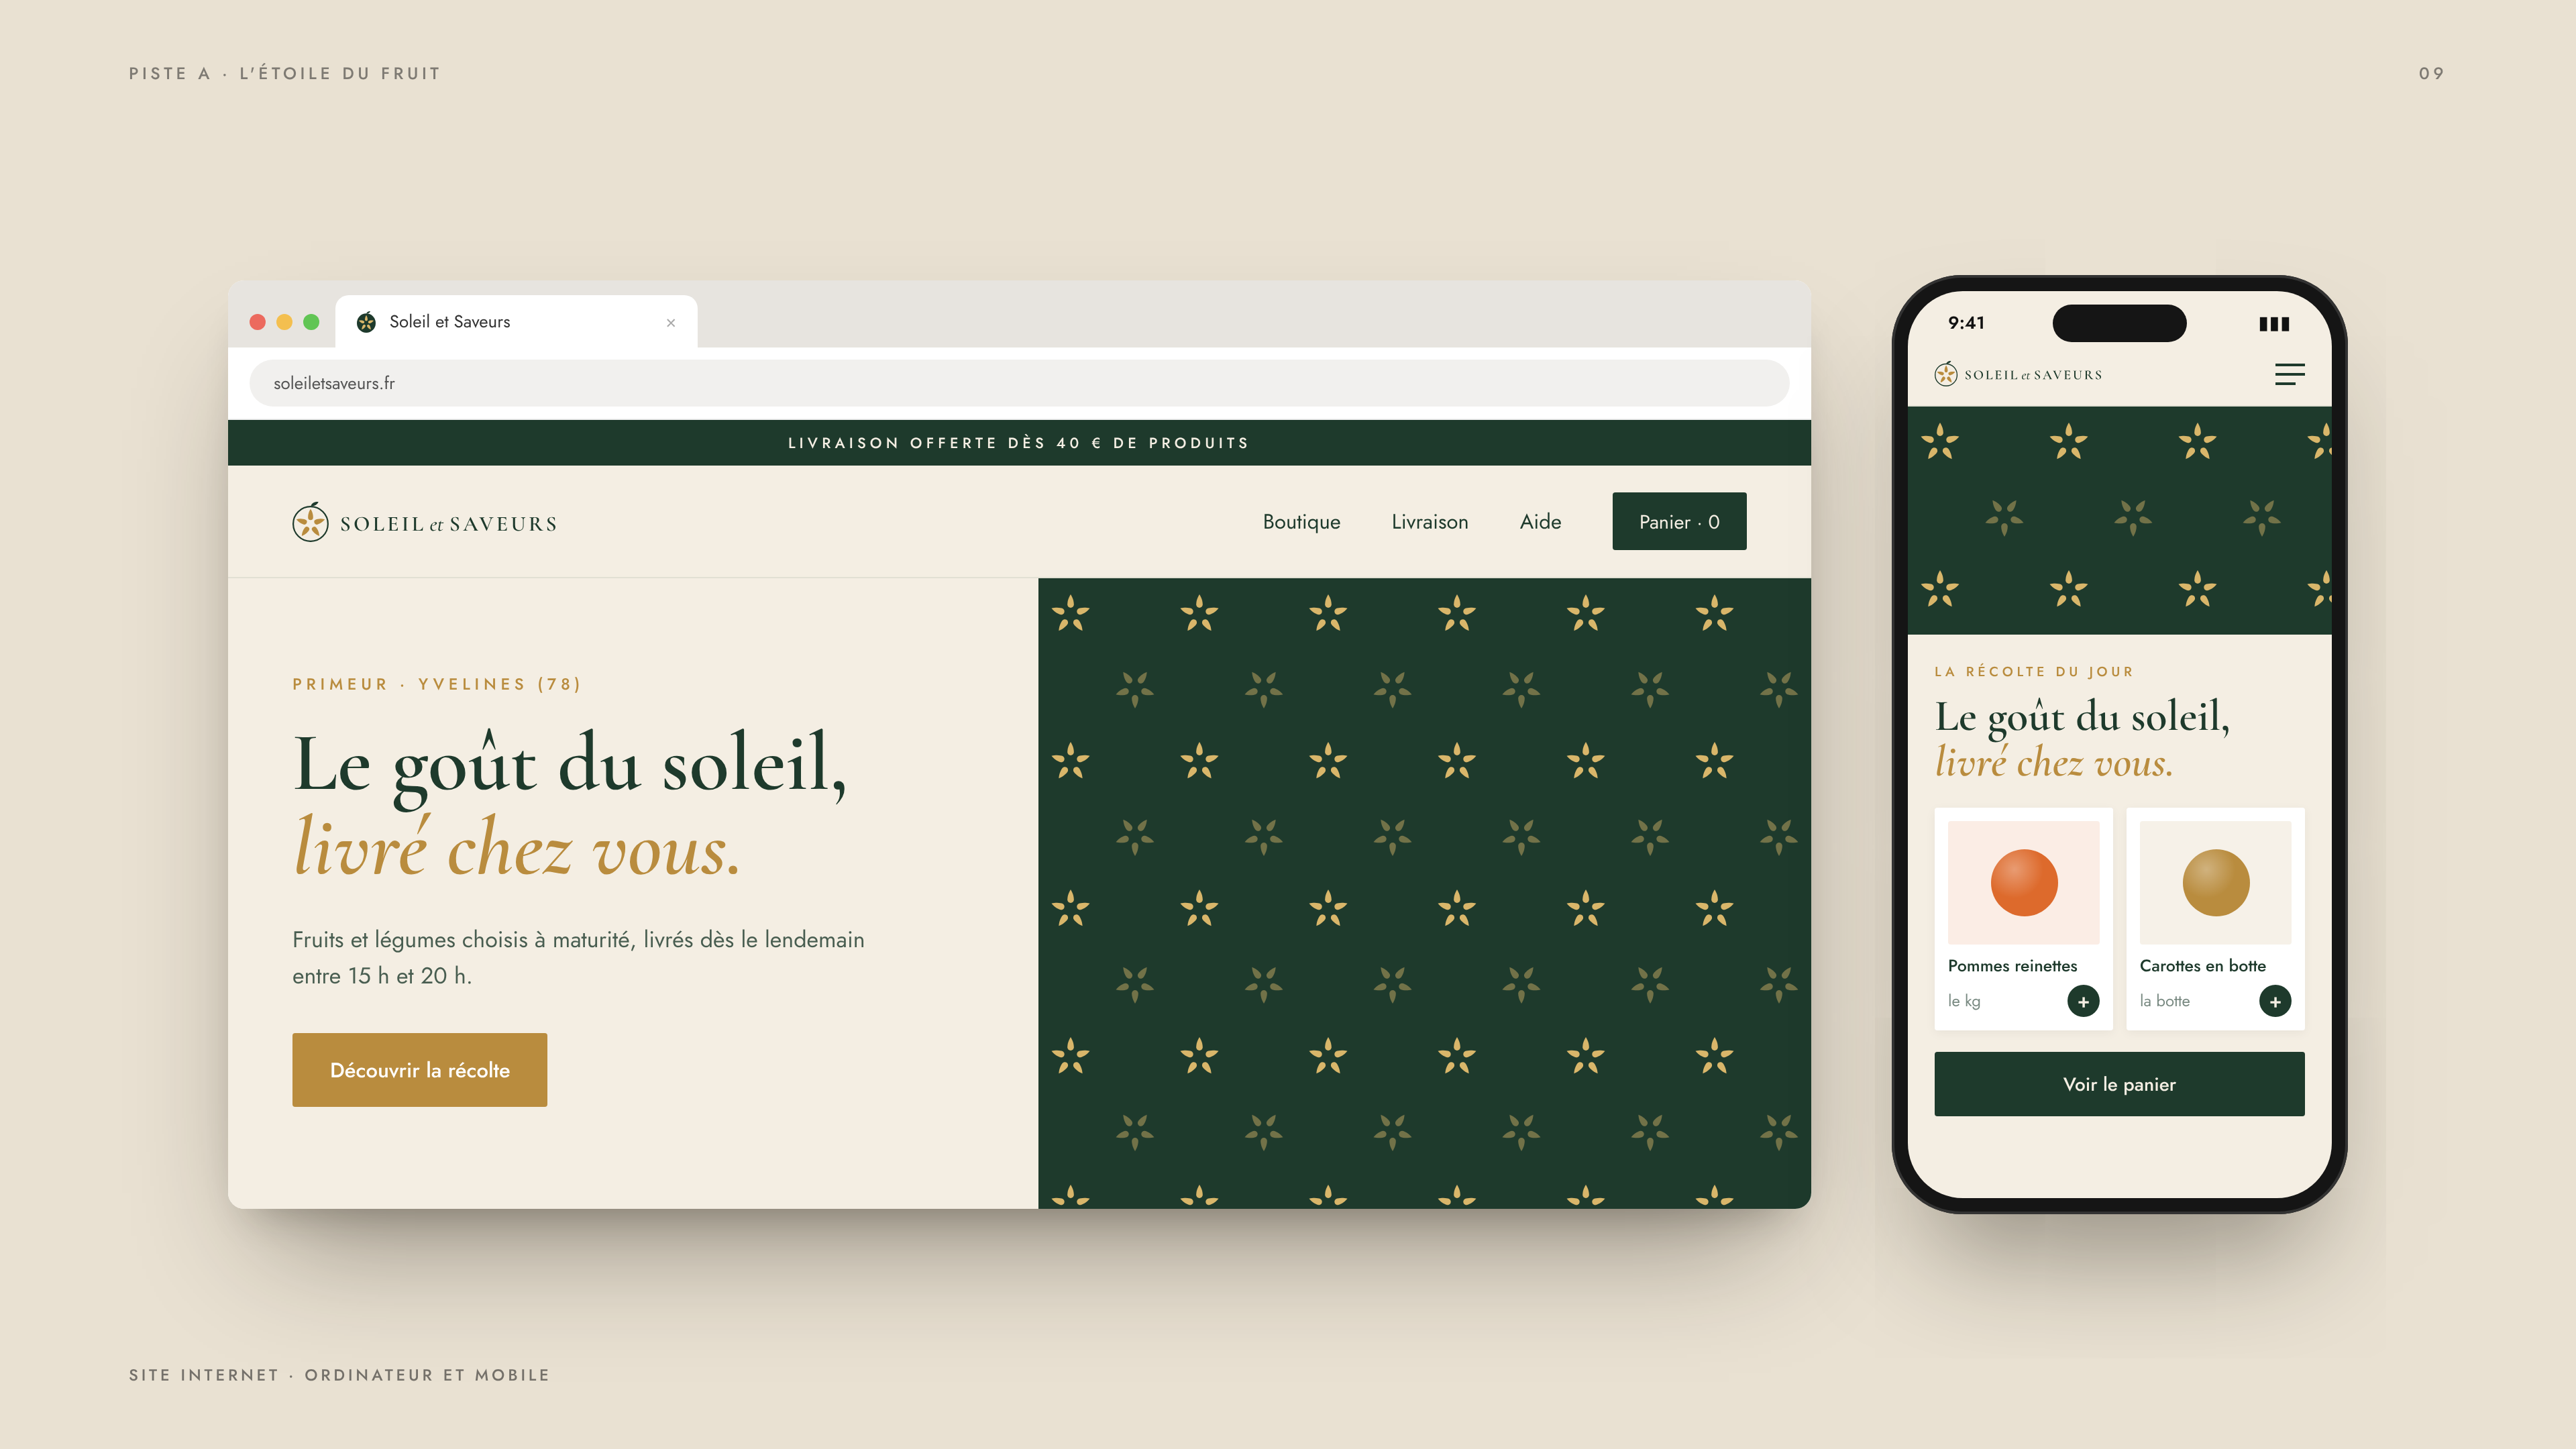 PISTE A · L'ÉTOILE DU FRUIT
09
Soleil et Saveurs
×
soleiletsaveurs.fr
LIVRAISON OFFERTE DÈS 40 € DE PRODUITS
SOLEIL et SAVEURS
Boutique
Livraison
Aide
Panier · 0
PRIMEUR · YVELINES (78)
Le goût du soleil,
livré chez vous.
Fruits et légumes choisis à maturité, livrés dès le lendemain
entre 15 h et 20 h.
Découvrir la récolte
9:41
SOLEIL et SAVEURS
LA RÉCOLTE DU JOUR
Le goût du soleil,
livré chez vous.
Pommes reinettes
le kg
+
Carottes en botte
la botte
+
Voir le panier
SITE INTERNET · ORDINATEUR ET MOBILE